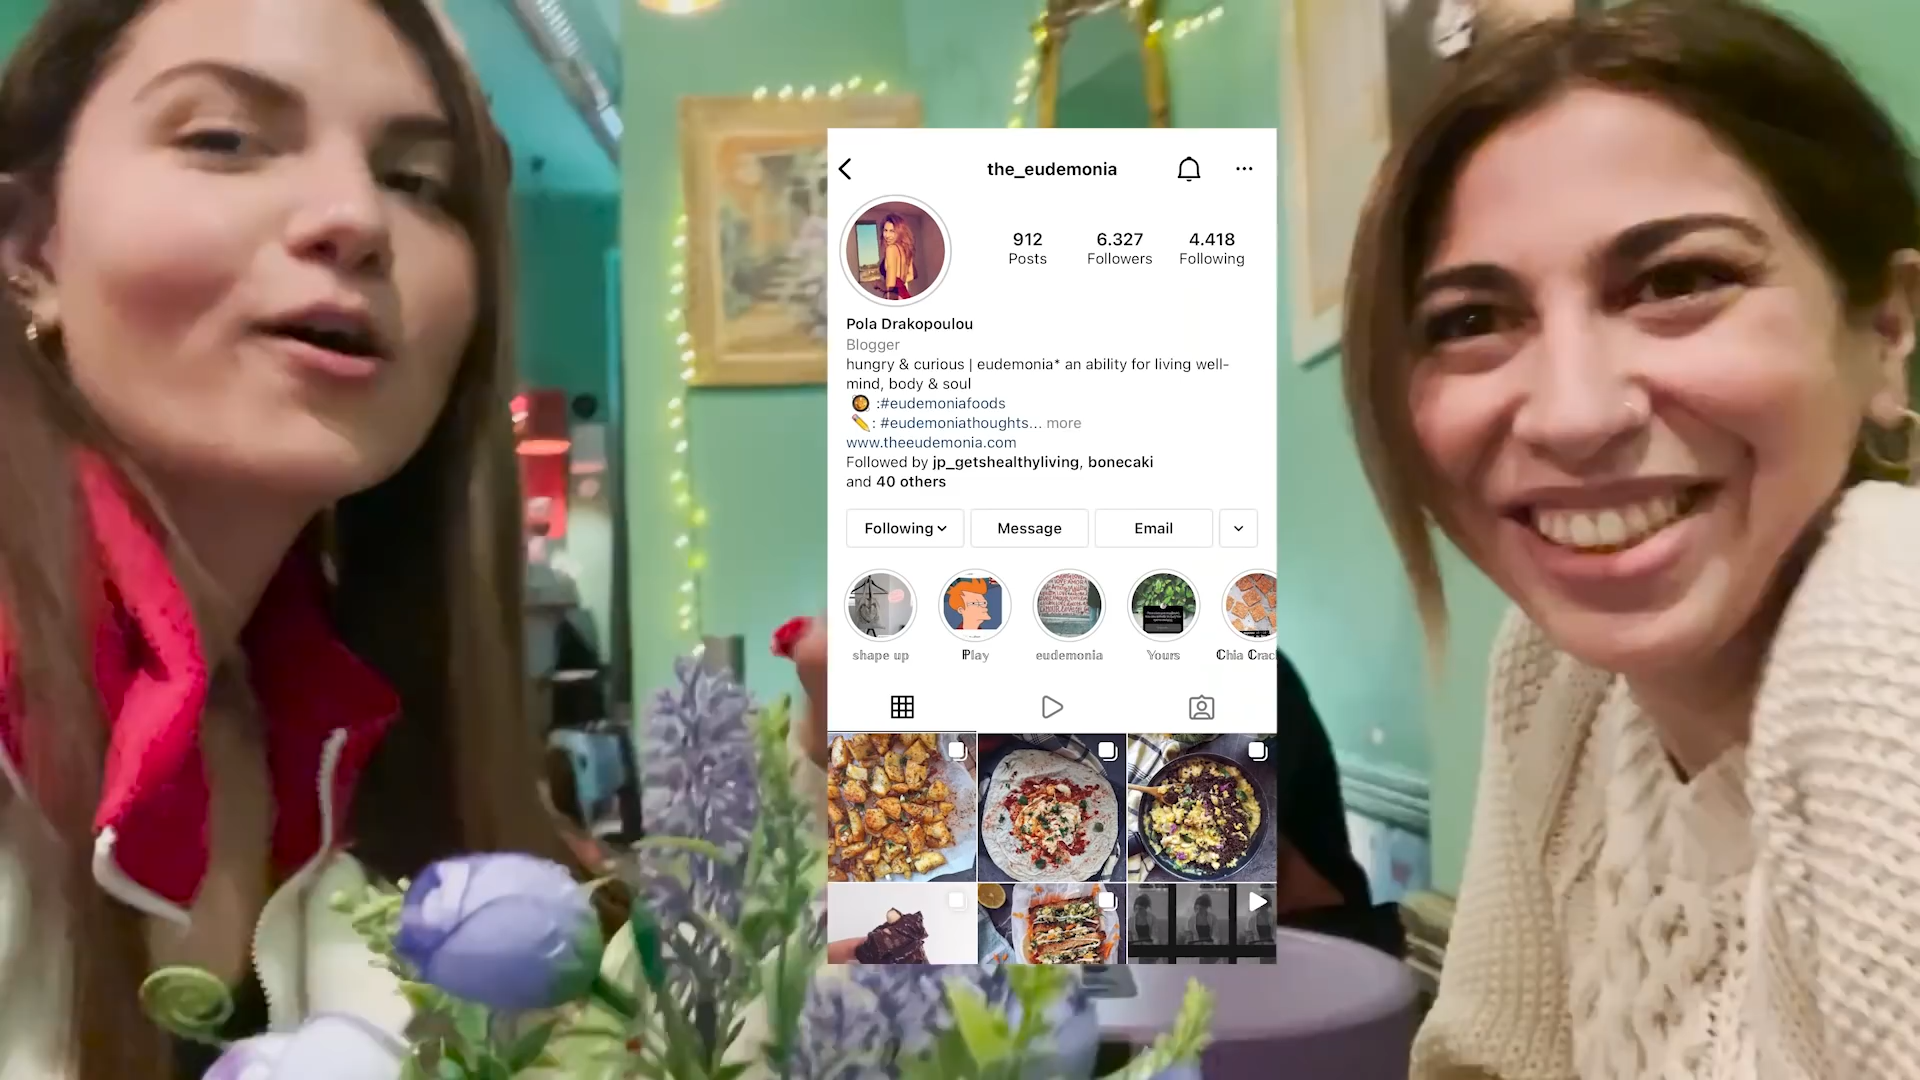 the_eudemonia
912 6.327 4.418
Posts Followers Following
Pola Drakopoulou
Blogger
hungry & curious | eudemonia* an ability for living well-
mind, body & soul
:#eudemoniafoods
: #eudemoniathoughts... more
www.theeudemonia.com
Followed by jp_getshealthyliving, bonecaki
and 40 others
Following Message Email
shape up Play eudemonia Yours Chia Crac